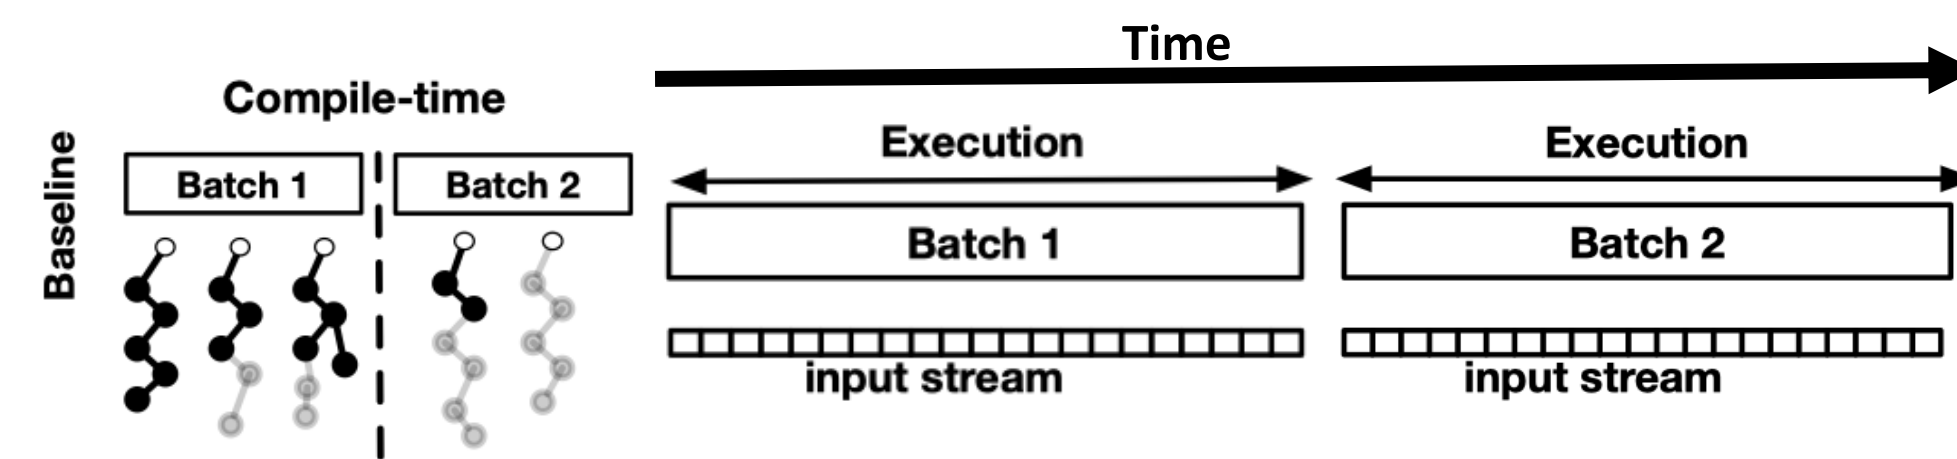 Time
Compile-time
Baseline
Batch 1
Batch 2
Execution
Execution
Batch 1
Batch 2
input stream
input stream